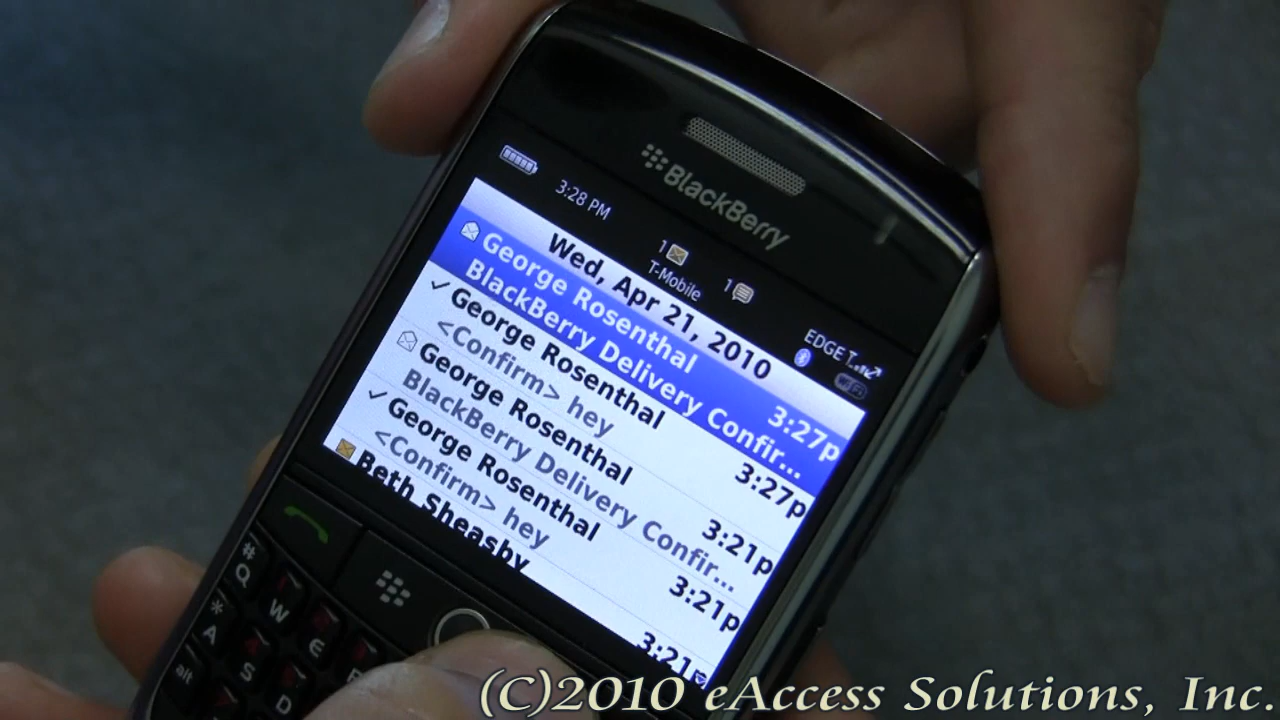 BlackBerry
3:28 PM
1
T-Mobile
1
EDGE
Wed, Apr 21, 2010
George Rosenthal 3:27p
BlackBerry Delivery Confir...
George Rosenthal 3:27p
<Confirm> hey
George Rosenthal 3:21p
BlackBerry Delivery Confir...
George Rosenthal 3:21p
<Confirm> hey
Beth Sheasby 3:21
#
Q
W
E
*
A
S
D
alt
(C)2010 eAccess Solutions, Inc.